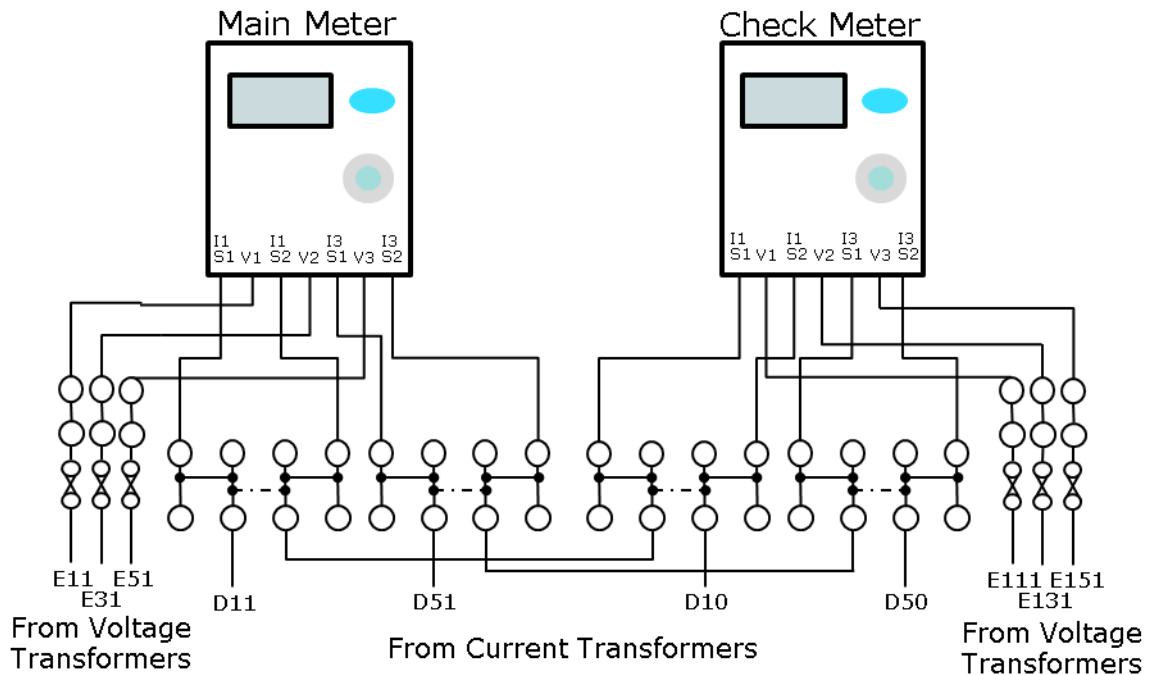 Main Meter
Check Meter
I1 I1 I3 I3
S1 V1 S2 V2 S1 V3 S2
I1 I1 I3 I3
S1 V1 S2 V2 S1 V3 S2
E11 E51
E31
D11
D51
D10
D50
E111 E151
E131
From Voltage
Transformers
From Current Transformers
From Voltage
Transformers